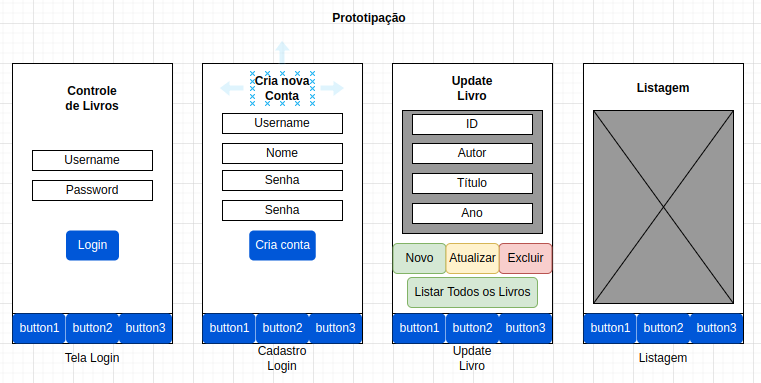 Prototipação
Controle
de Livros
Username
Password
Login
button1
button2
button3
Tela Login
Cria nova
Conta
Username
Nome
Senha
Senha
Cria conta
button1
button2
button3
Cadastro
Login
Update
Livro
ID
Autor
Título
Ano
Novo
Atualizar
Excluir
Listar Todos os Livros
button1
button2
button3
Update
Livro
Listagem
button1
button2
button3
Listagem